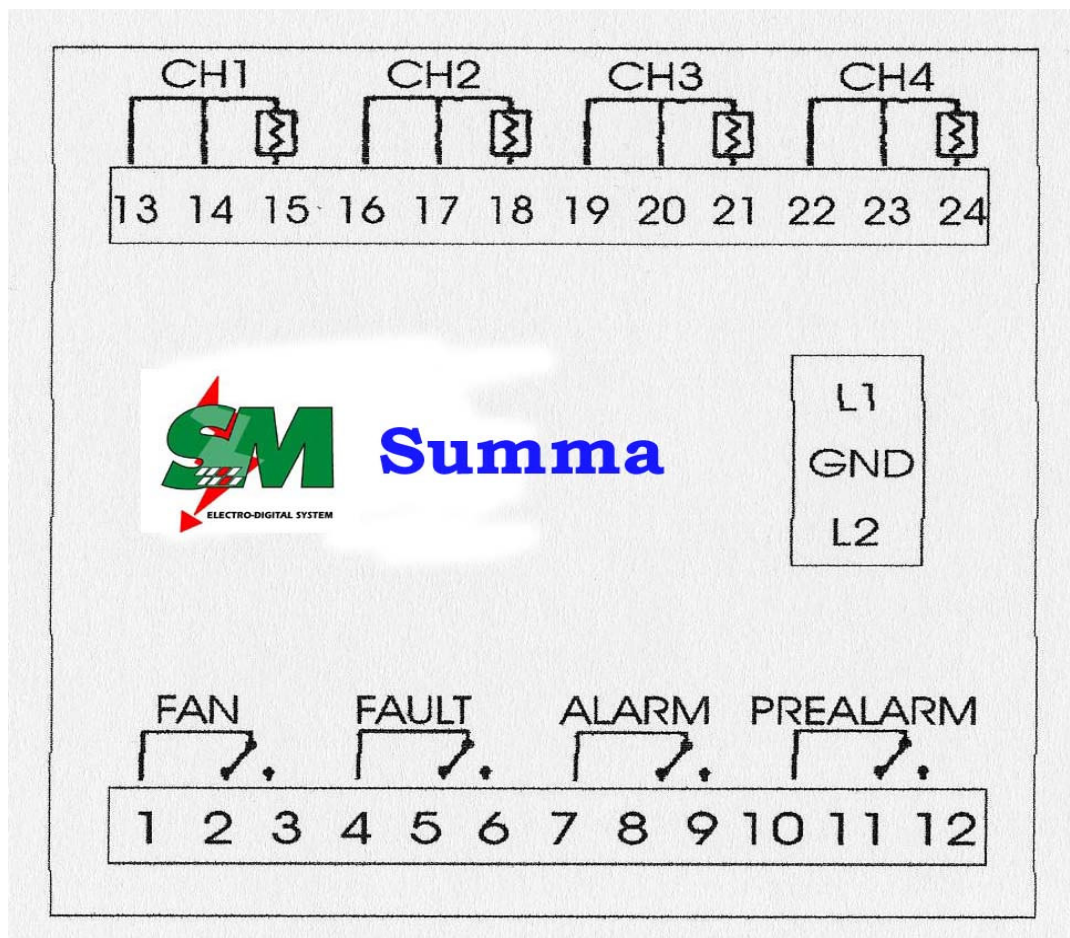 CH1 CH2 CH3 CH4
13 14 15 16 17 18 19 20 21 22 23 24
L1
GND
L2
SM
ELECTRO-DIGITAL SYSTEM
Summa
FAN FAULT ALARM PREALARM
1 2 3 4 5 6 7 8 9 10 11 12